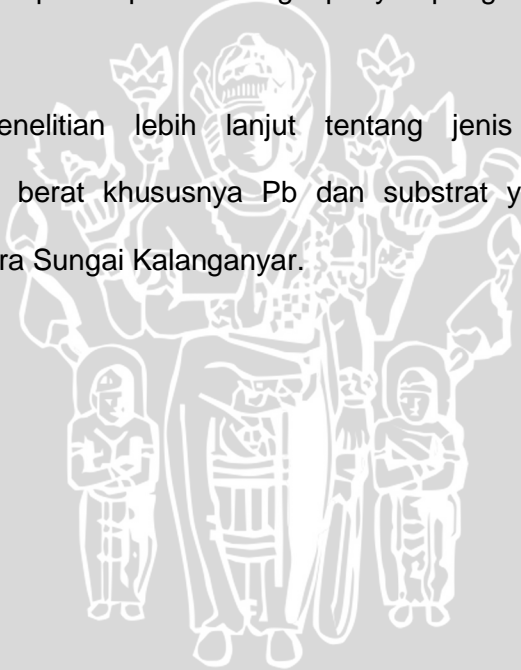 enelitian lebih lanjut tentang jenis
berat khususnya Pb dan substrat y
ra Sungai Kalanganyar.